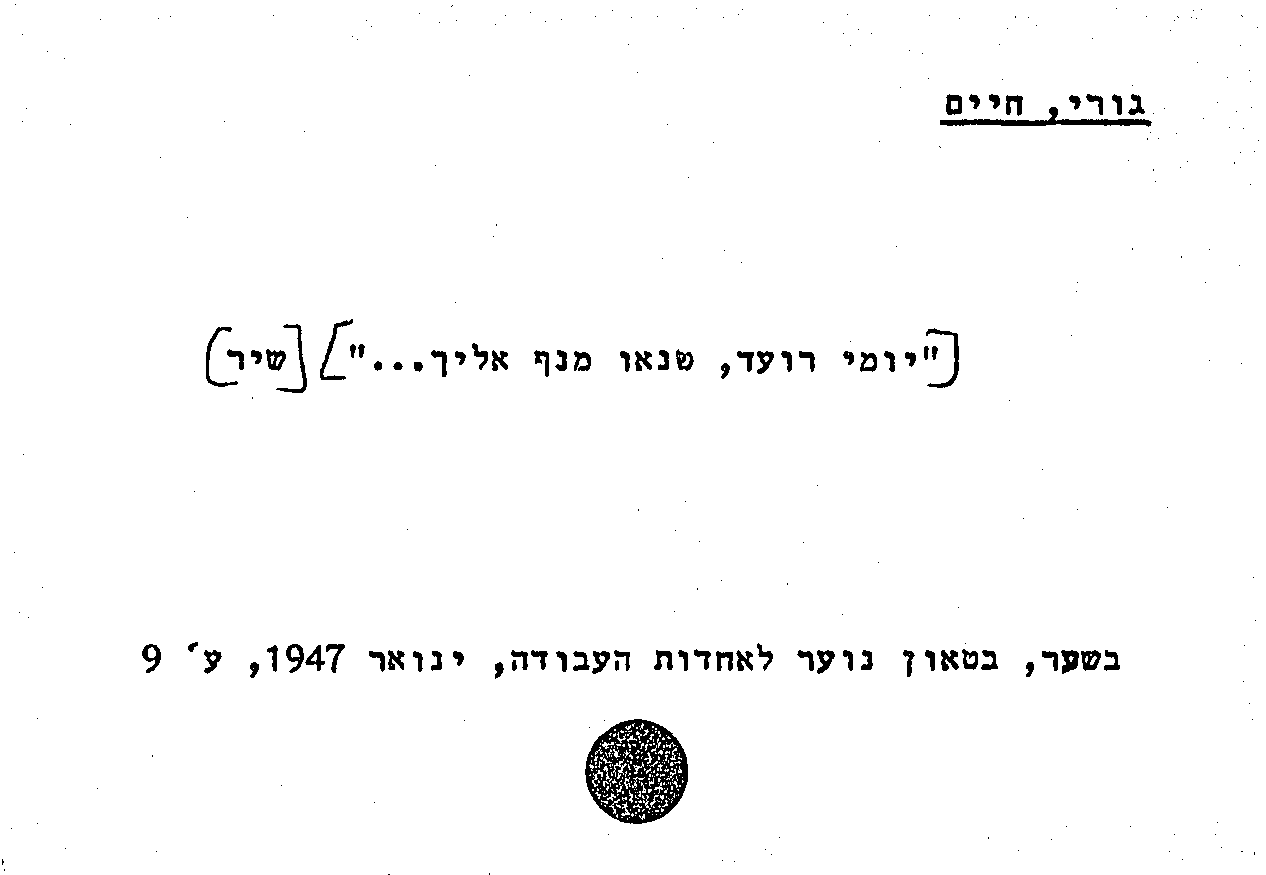 גורי, חיים
["יומי רועד, שנאו מנף אליך..."] [שיר]
בשער, בטאון נוער לאחדות העבודה, ינואר 1947, ע' 9